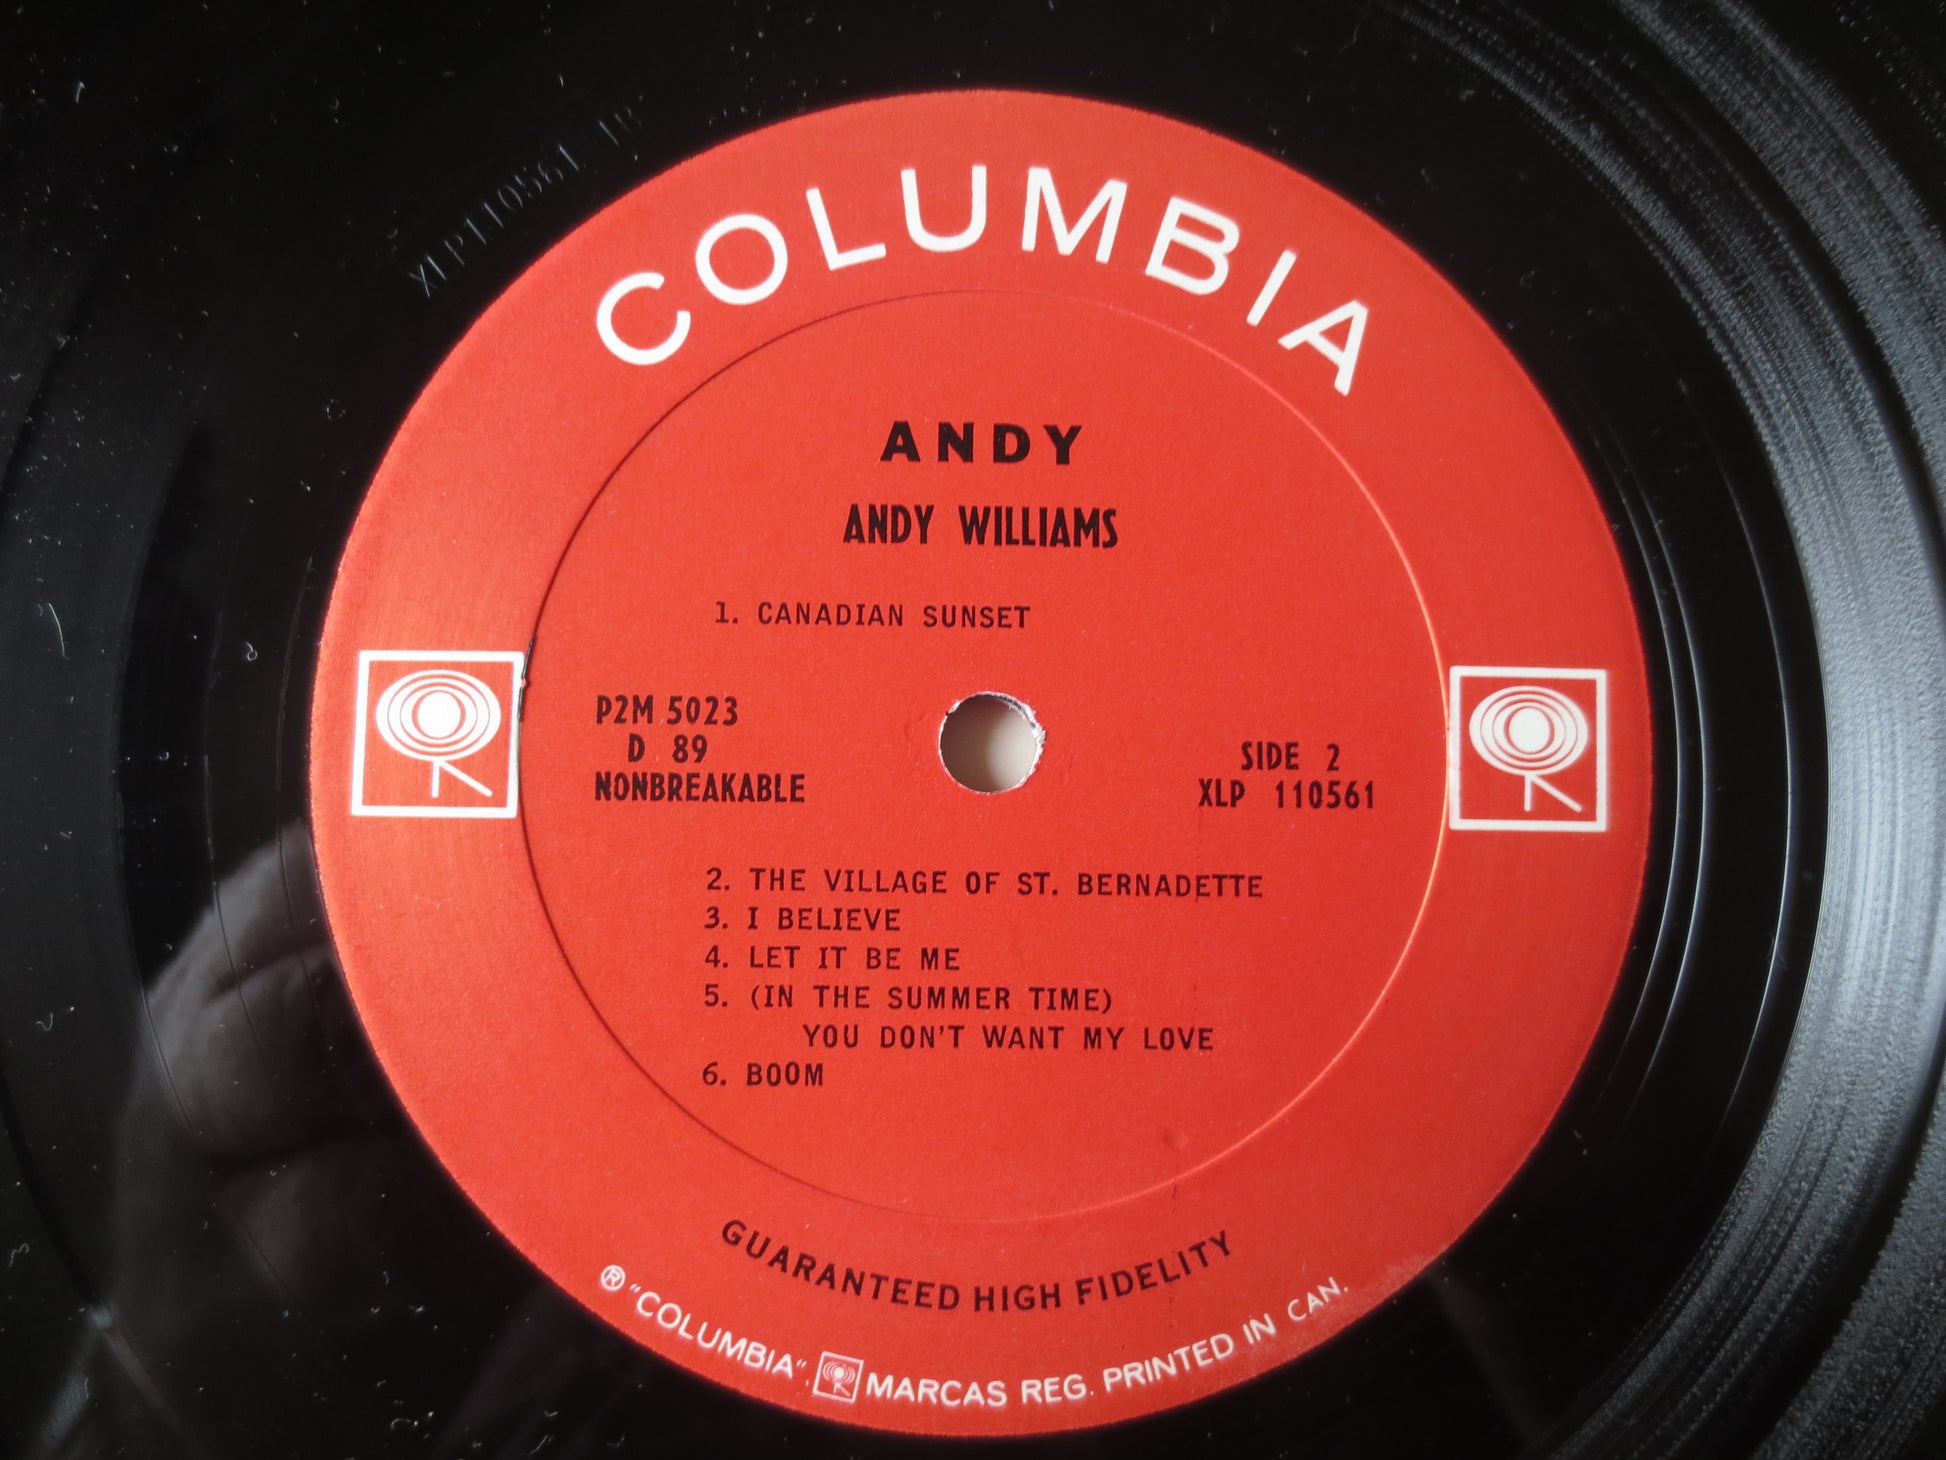 XLP110561
COLUMBIA
ANDY
ANDY WILLIAMS
1. CANADIAN SUNSET
P2M 5023
D 89
NONBREAKABLE
SIDE 2
XLP 110561
2. THE VILLAGE OF ST. BERNADETTE
3. I BELIEVE
4. LET IT BE ME
5. (IN THE SUMMER TIME)
YOU DON'T WANT MY LOVE
6. BOOM
GUARANTEED HIGH FIDELITY
® "COLUMBIA", MARCAS REG. PRINTED IN CAN.